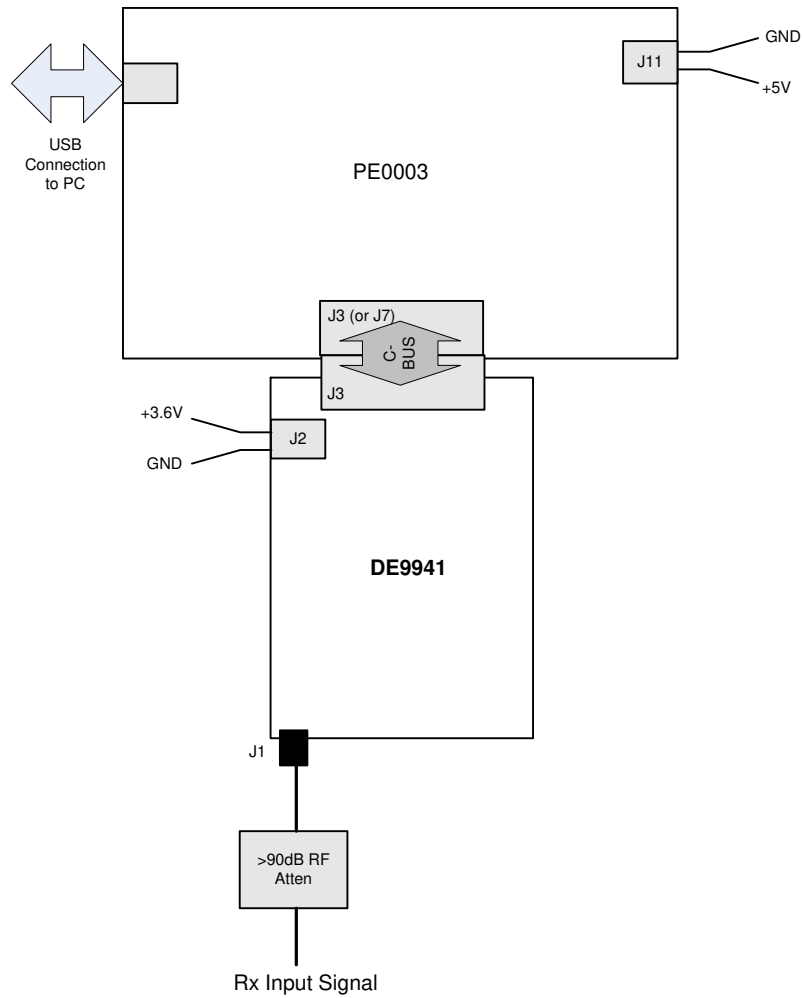 GND
J11
+5V
USB
Connection
to PC
PE0003
J3 (or J7)
C-
BUS
J3
+3.6V
J2
GND
DE9941
J1
>90dB RF
Atten
Rx Input Signal